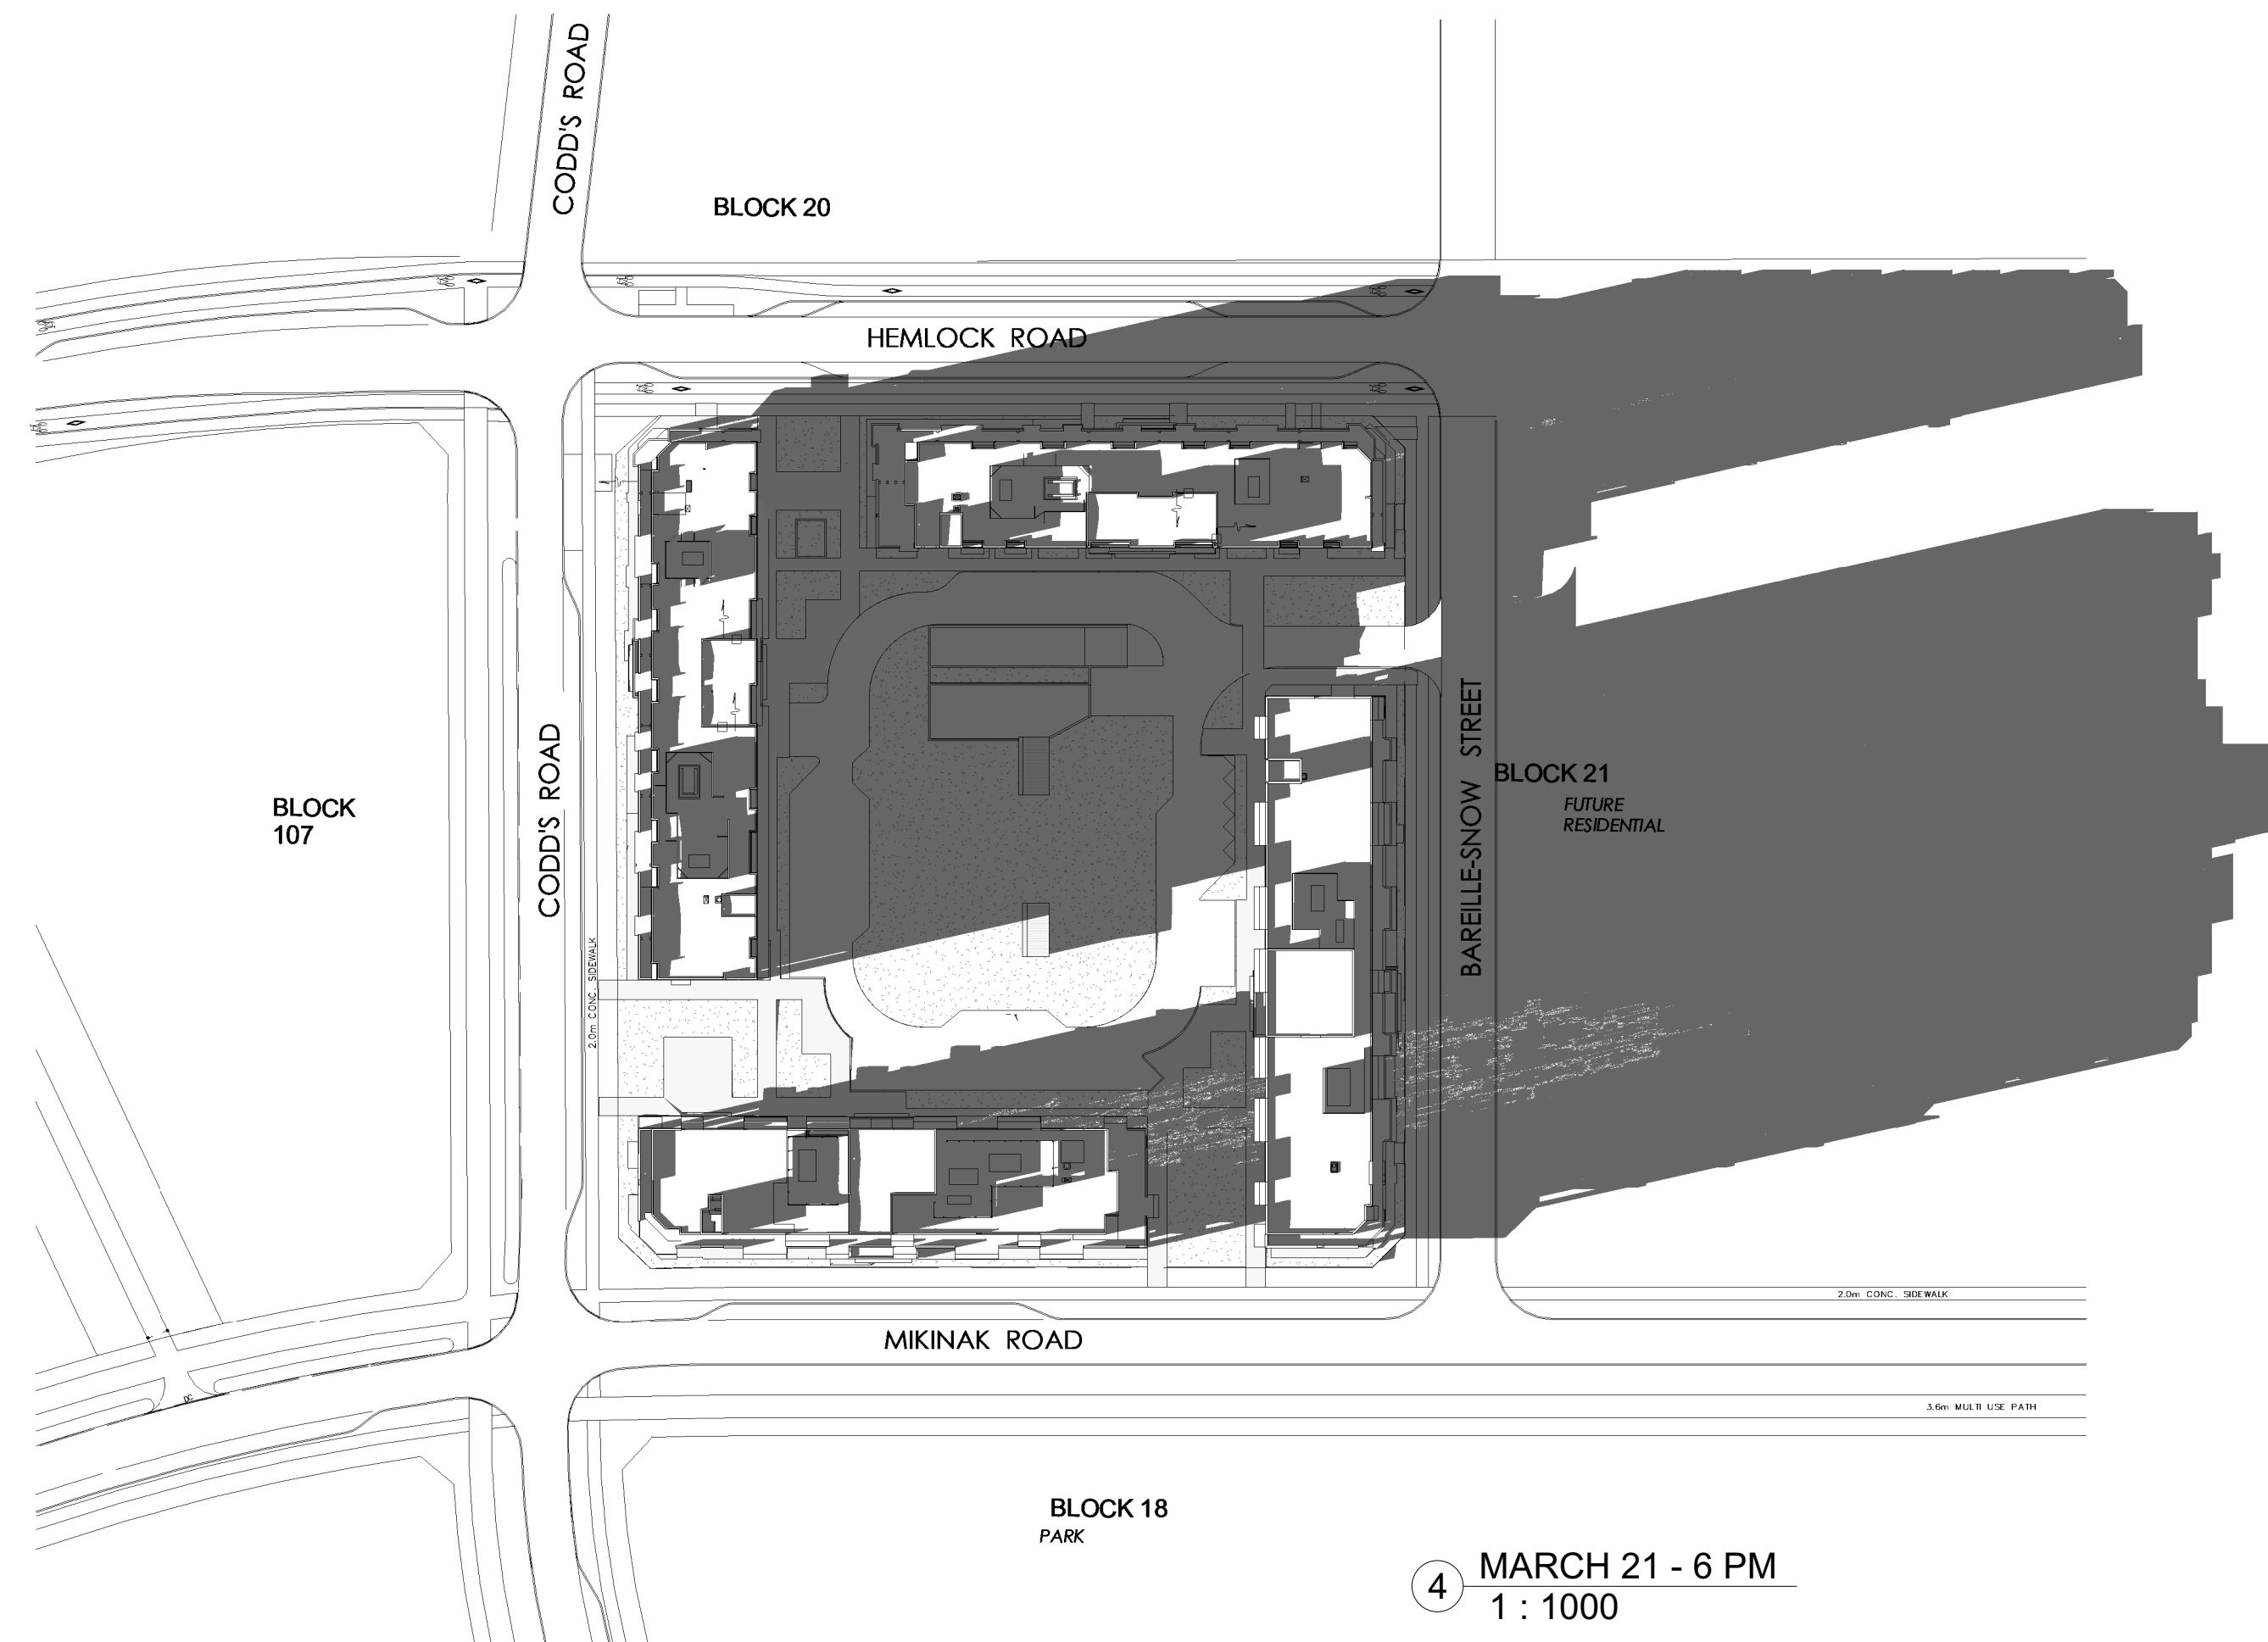 CODD'S ROAD
BLOCK 20
HEMLOCK ROAD
BLOCK 21
FUTURE
RESIDENTIAL
BAREILLE-SNOW STREET
CODD'S ROAD
BLOCK
107
2.0m CONC. SIDEWALK
2.0m CONC. SIDEWALK
MIKINAK ROAD
DC
3.6m MULTI USE PATH
BLOCK 18
PARK
4
MARCH 21 - 6 PM
1 : 1000